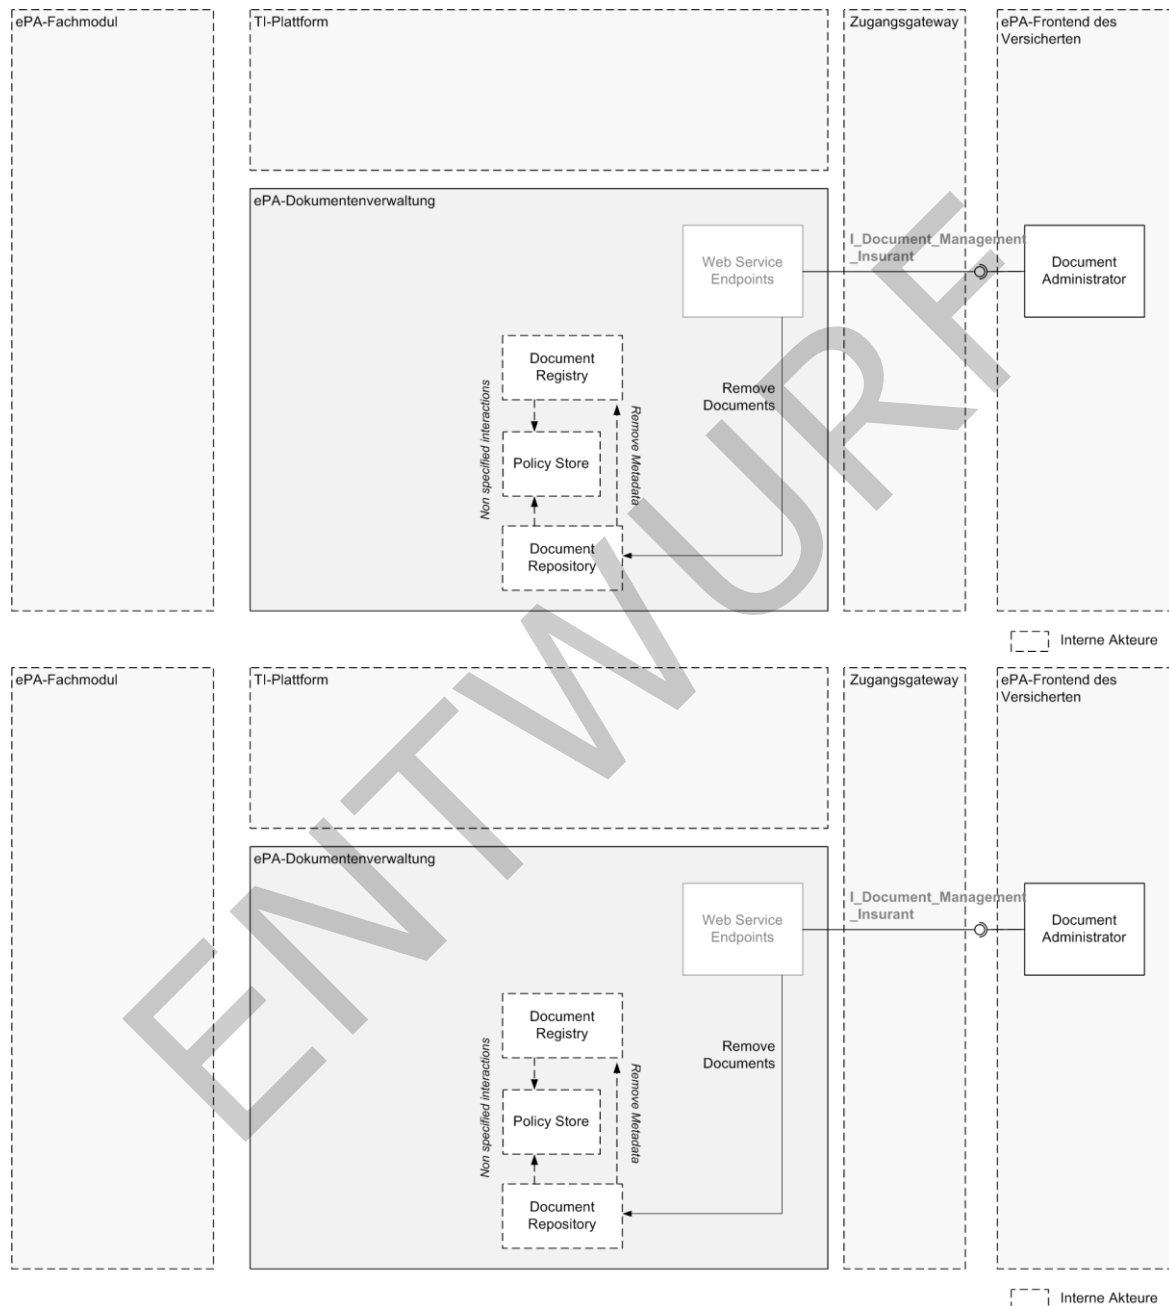 ePA-Fachmodul
TI-Plattform
Zugangsgateway
ePA-Frontend des
Versicherten
ePA-Dokumentenverwaltung
Web Service
Endpoints
I_Document_Management
_Insurant
Document
Administrator
Document
Registry
Remove
Documents
Non specified interactions
Policy Store
Remove Metadata
Document
Repository
Interne Akteure
ENTWURF
ePA-Fachmodul
TI-Plattform
Zugangsgateway
ePA-Frontend des
Versicherten
ePA-Dokumentenverwaltung
Web Service
Endpoints
I_Document_Management
_Insurant
Document
Administrator
Document
Registry
Remove
Documents
Non specified interactions
Policy Store
Remove Metadata
Document
Repository
Interne Akteure